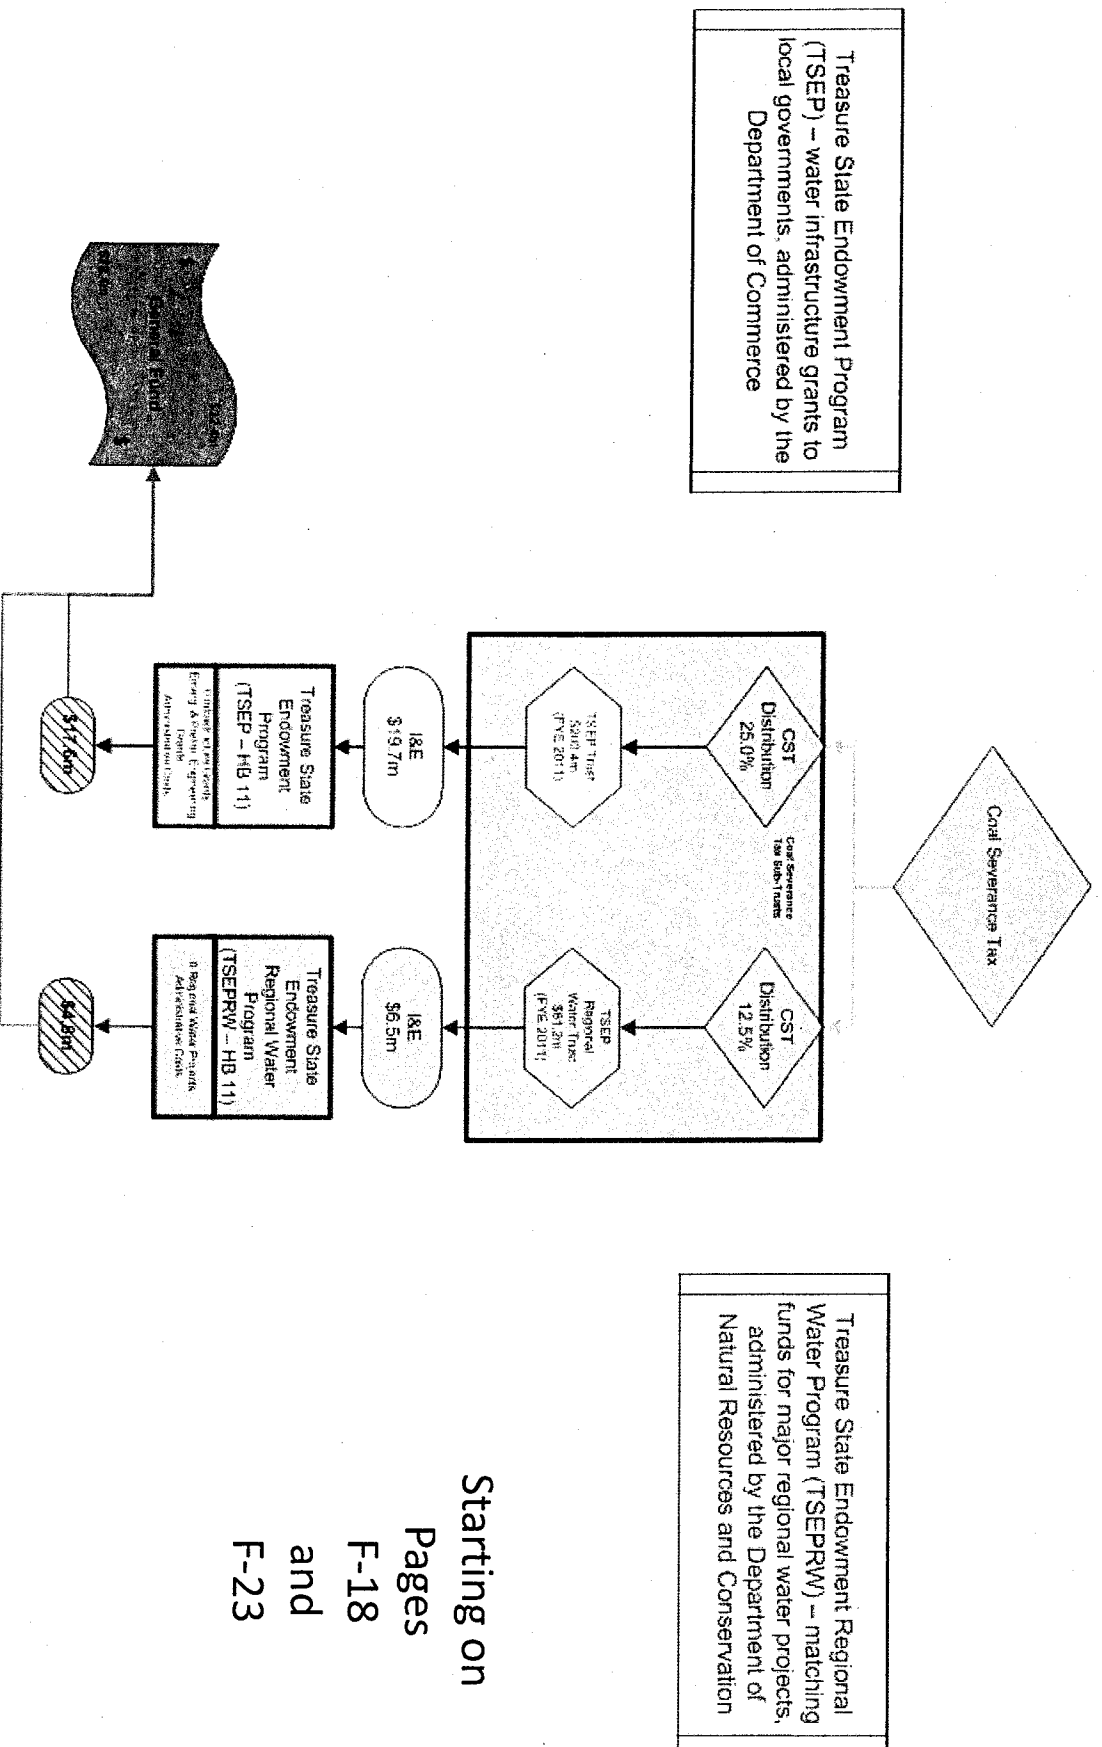 Treasure State Endowment Program
(TSEP) – water infrastructure grants to
local governments, administered by the
Department of Commerce
Treasure State Endowment Regional
Water Program (TSEPRW) – matching
funds for major regional water projects,
administered by the Department of
Natural Resources and Conservation
Coal Severance Tax
CST
Distribution
25.0%
Coal Severance
Tax Sub-Trusts
CST
Distribution
12.5%
TSEP Trust
(FYE 2011)
TSEP
Regional
Water Trust
(FYE 2011)
I&E
$19.7m
I&E
$6.5m
Treasure State
Endowment
Program
(TSEP – HB 11)
Treasure State
Endowment
Regional Water
Program
(TSEPRW – HB 11)
Administrative Costs
Regional Water Projects
Administrative Costs
$4.8m
General Fund
$
$
Starting on
Pages
F-18
and
F-23